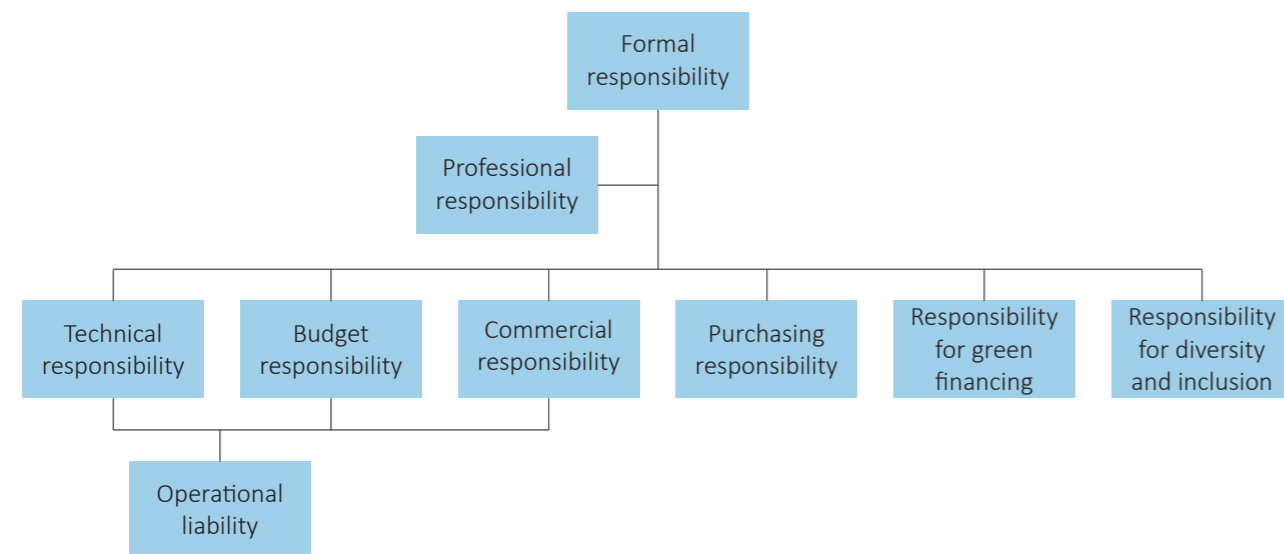 Formal
responsibility
Professional
responsibility
Technical
responsibility
Budget
responsibility
Commercial
responsibility
Purchasing
responsibility
Responsibility
for green
financing
Responsibility
for diversity
and inclusion
Operational
liability